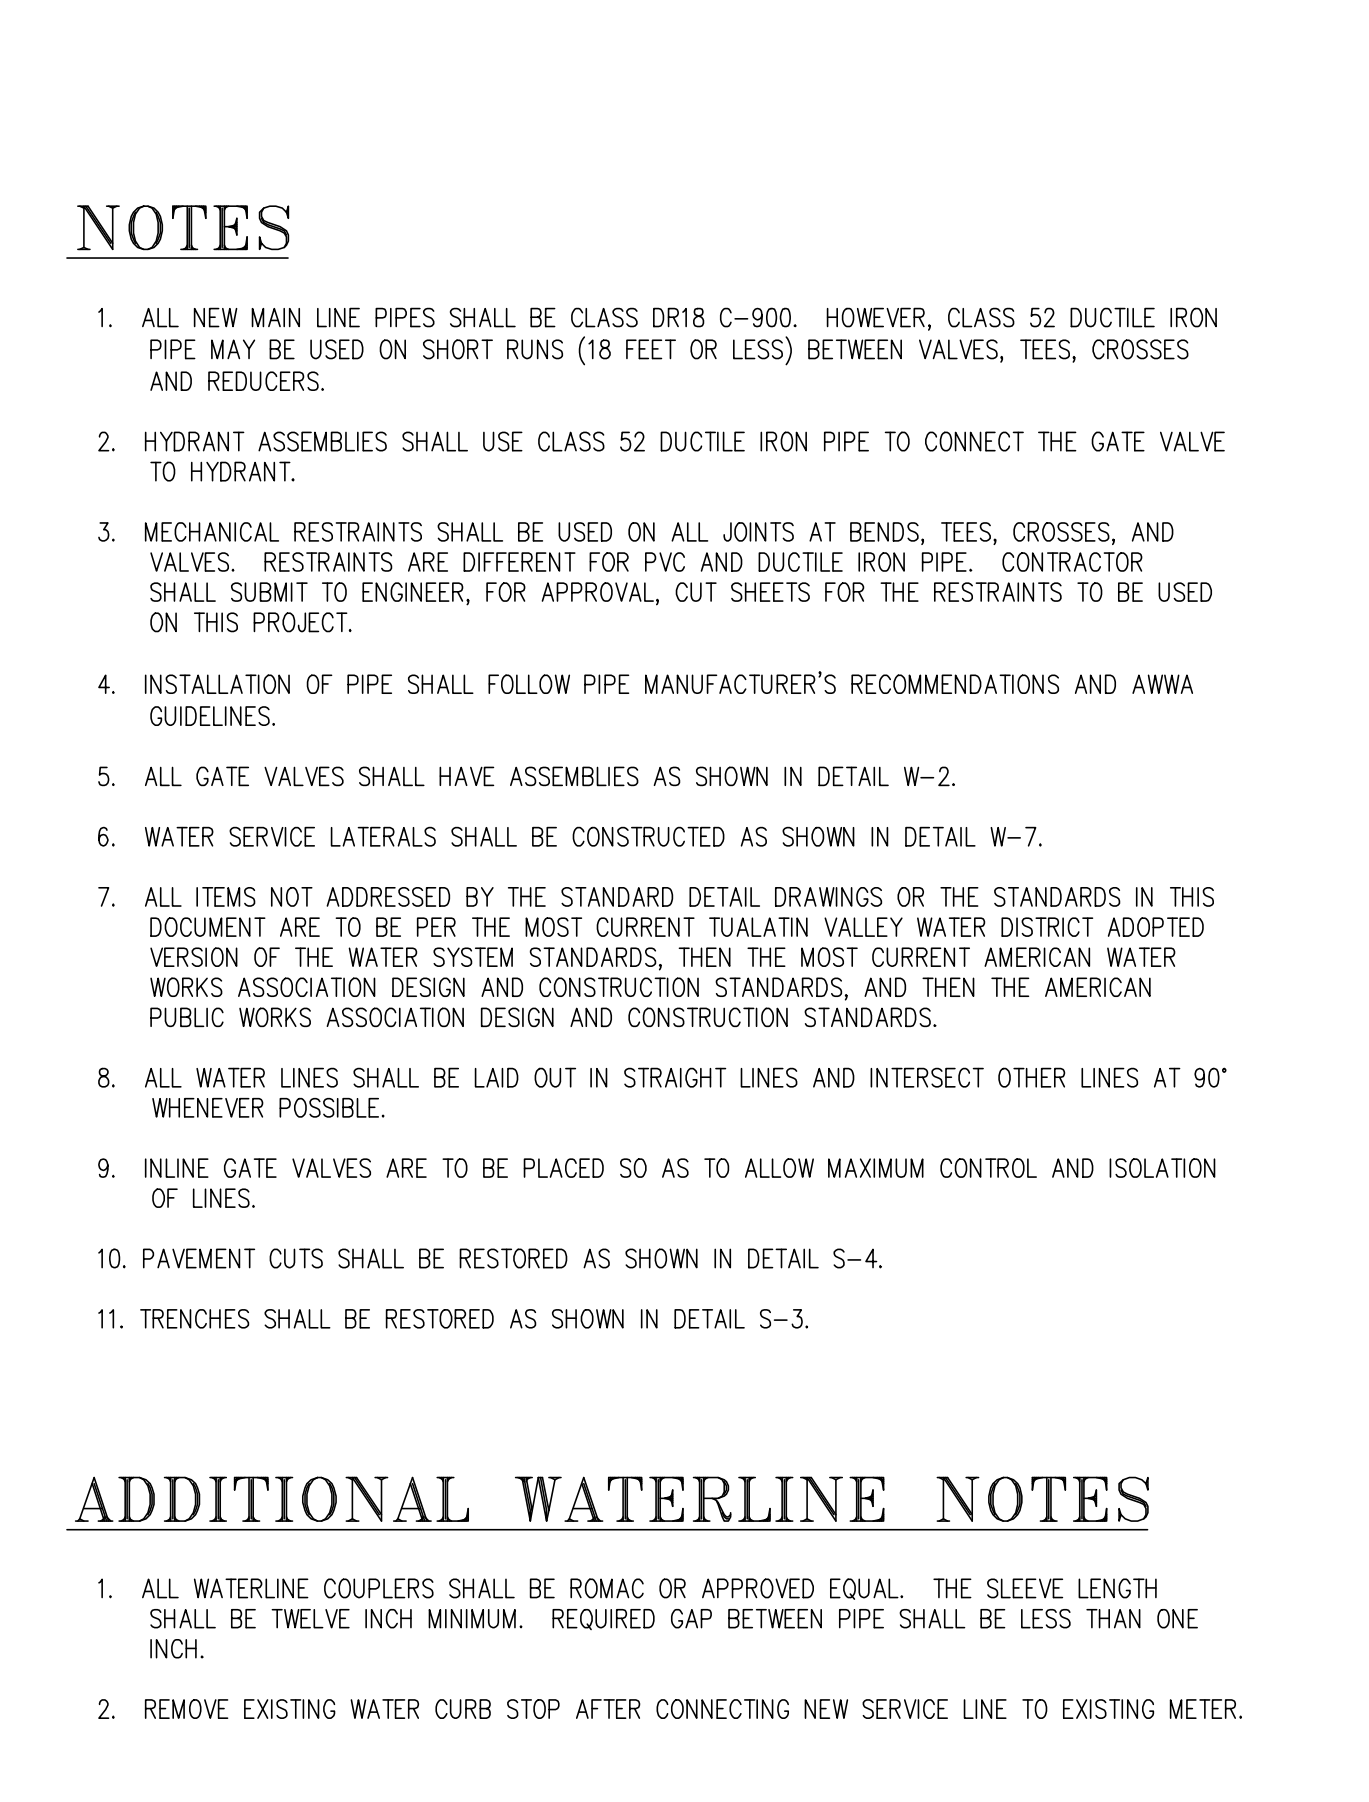 NOTES
1. ALL NEW MAIN LINE PIPES SHALL BE CLASS DR18 C-900. HOWEVER, CLASS 52 DUCTILE IRON
PIPE MAY BE USED ON SHORT RUNS (18 FEET OR LESS) BETWEEN VALVES, TEES, CROSSES
AND REDUCERS.
2. HYDRANT ASSEMBLIES SHALL USE CLASS 52 DUCTILE IRON PIPE TO CONNECT THE GATE VALVE
TO HYDRANT.
3. MECHANICAL RESTRAINTS SHALL BE USED ON ALL JOINTS AT BENDS, TEES, CROSSES, AND
VALVES. RESTRAINTS ARE DIFFERENT FOR PVC AND DUCTILE IRON PIPE. CONTRACTOR
SHALL SUBMIT TO ENGINEER, FOR APPROVAL, CUT SHEETS FOR THE RESTRAINTS TO BE USED
ON THIS PROJECT.
4. INSTALLATION OF PIPE SHALL FOLLOW PIPE MANUFACTURER'S RECOMMENDATIONS AND AWWA
GUIDELINES.
5. ALL GATE VALVES SHALL HAVE ASSEMBLIES AS SHOWN IN DETAIL W-2.
6. WATER SERVICE LATERALS SHALL BE CONSTRUCTED AS SHOWN IN DETAIL W-7.
7. ALL ITEMS NOT ADDRESSED BY THE STANDARD DETAIL DRAWINGS OR THE STANDARDS IN THIS
DOCUMENT ARE TO BE PER THE MOST CURRENT TUALATIN VALLEY WATER DISTRICT ADOPTED
VERSION OF THE WATER SYSTEM STANDARDS, THEN THE MOST CURRENT AMERICAN WATER
WORKS ASSOCIATION DESIGN AND CONSTRUCTION STANDARDS, AND THEN THE AMERICAN
PUBLIC WORKS ASSOCIATION DESIGN AND CONSTRUCTION STANDARDS.
8. ALL WATER LINES SHALL BE LAID OUT IN STRAIGHT LINES AND INTERSECT OTHER LINES AT 90°
WHENEVER POSSIBLE.
9. INLINE GATE VALVES ARE TO BE PLACED SO AS TO ALLOW MAXIMUM CONTROL AND ISOLATION
OF LINES.
10. PAVEMENT CUTS SHALL BE RESTORED AS SHOWN IN DETAIL S-4.
11. TRENCHES SHALL BE RESTORED AS SHOWN IN DETAIL S-3.
ADDITIONAL WATERLINE NOTES
1. ALL WATERLINE COUPLERS SHALL BE ROMAC OR APPROVED EQUAL. THE SLEEVE LENGTH
SHALL BE TWELVE INCH MINIMUM. REQUIRED GAP BETWEEN PIPE SHALL BE LESS THAN ONE
INCH.
2. REMOVE EXISTING WATER CURB STOP AFTER CONNECTING NEW SERVICE LINE TO EXISTING METER.